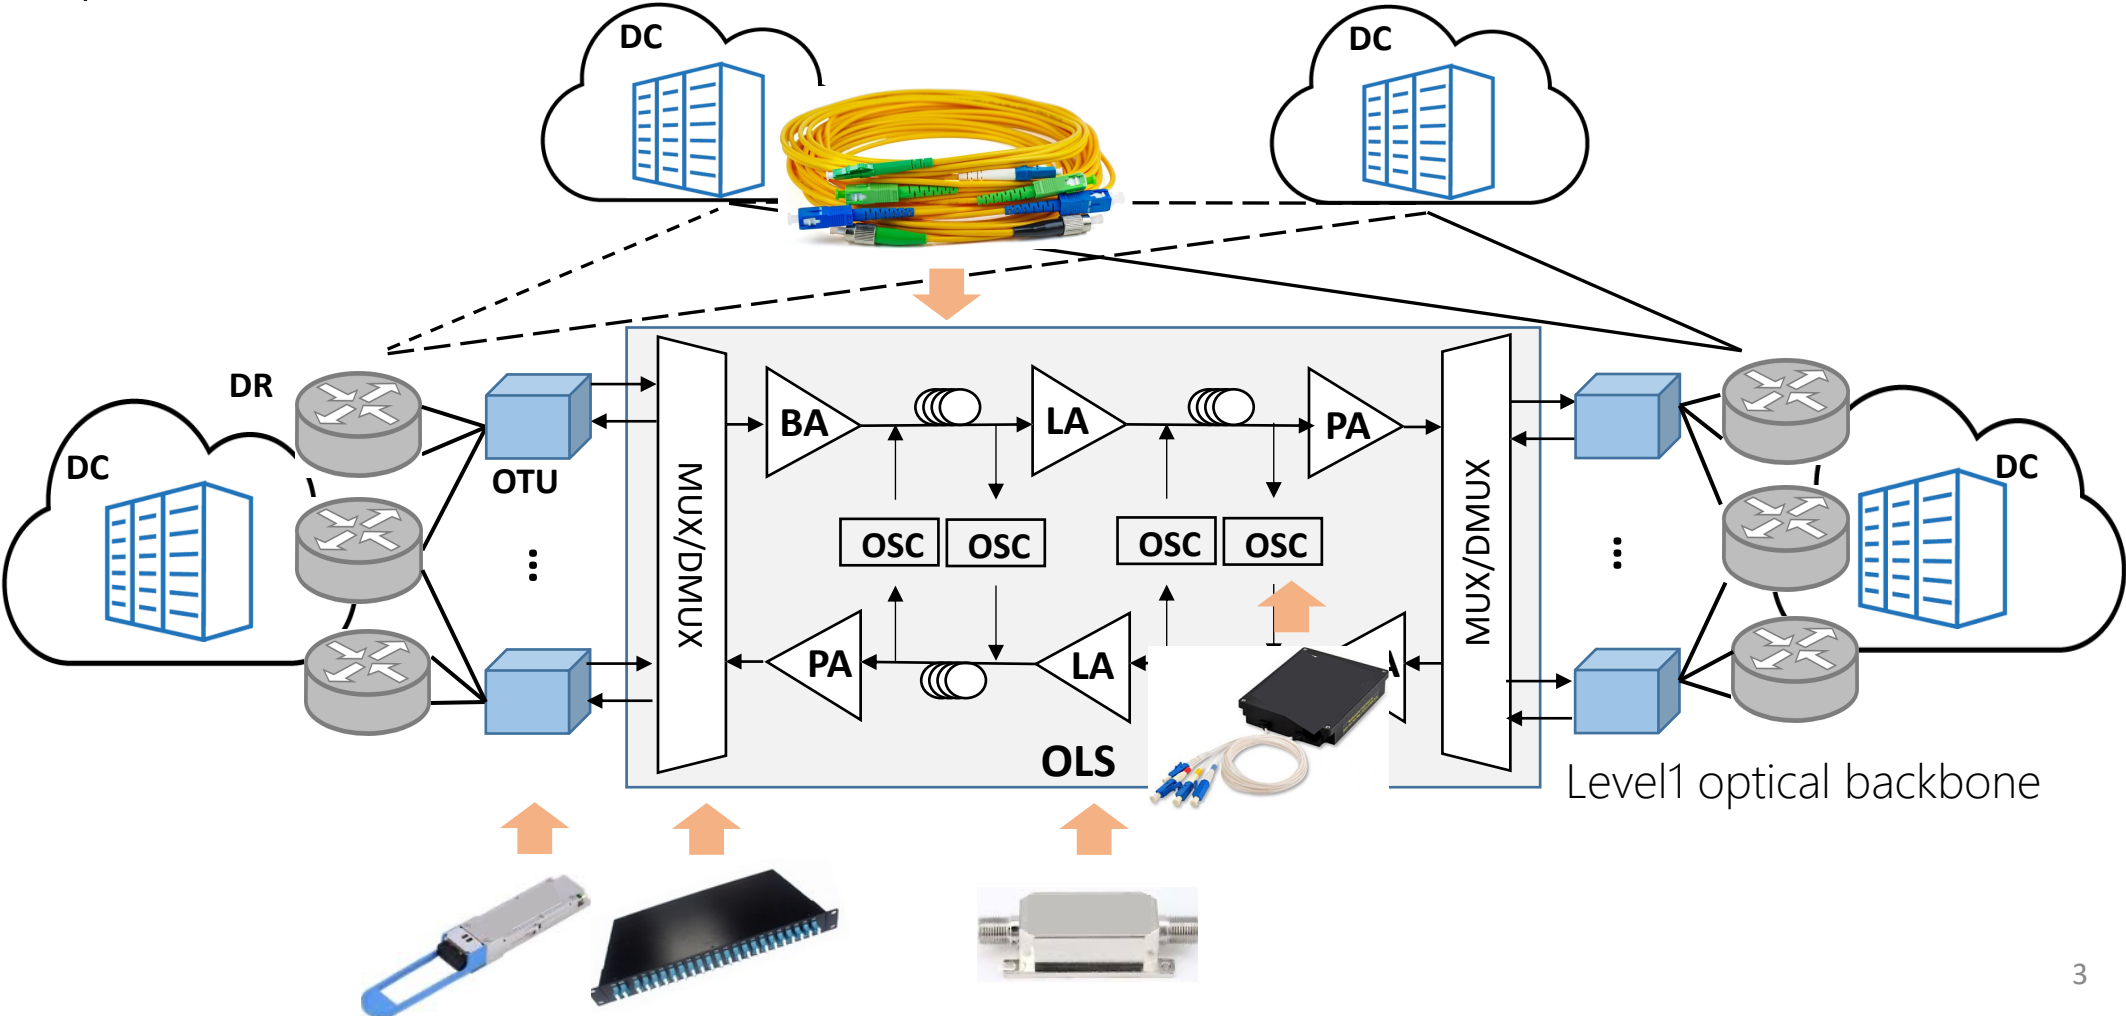 DC
DC
DR
DC
OTU
MUX/DMUX
BA
LA
PA
MUX/DMUX
DC
OSC
OSC
OSC
OSC
PA
LA
OLS
Level1 optical backbone
3